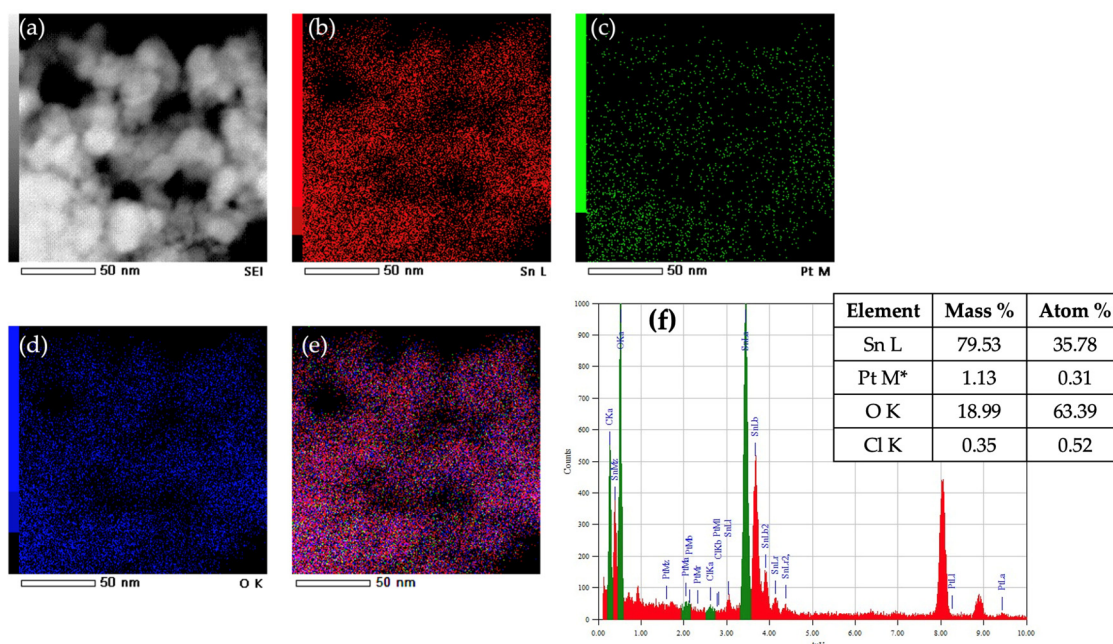 (a)
(b)
(c)
50 nm
SEI
50 nm
Sn L
50 nm
Pt M
(d)
(e)
50 nm
O K
50 nm
(f)
Element Mass % Atom %
Sn L 79.53 35.78
Pt M* 1.13 0.31
O K 18.99 63.39
Cl K 0.35 0.52
Counts
1000
900
800
700
600
500
400
300
200
100
0
CKa
SnMz
OKa
PtMz
PtMa
PtMb
PtMr
ClKa
ClKb
PtMl
SnLl
SnLa
SnLb
SnLb2
SnLr
SnLr2,
PtLl
PtLa
0.00 1.00 2.00 3.00 4.00 5.00 6.00 7.00 8.00 9.00 10.00